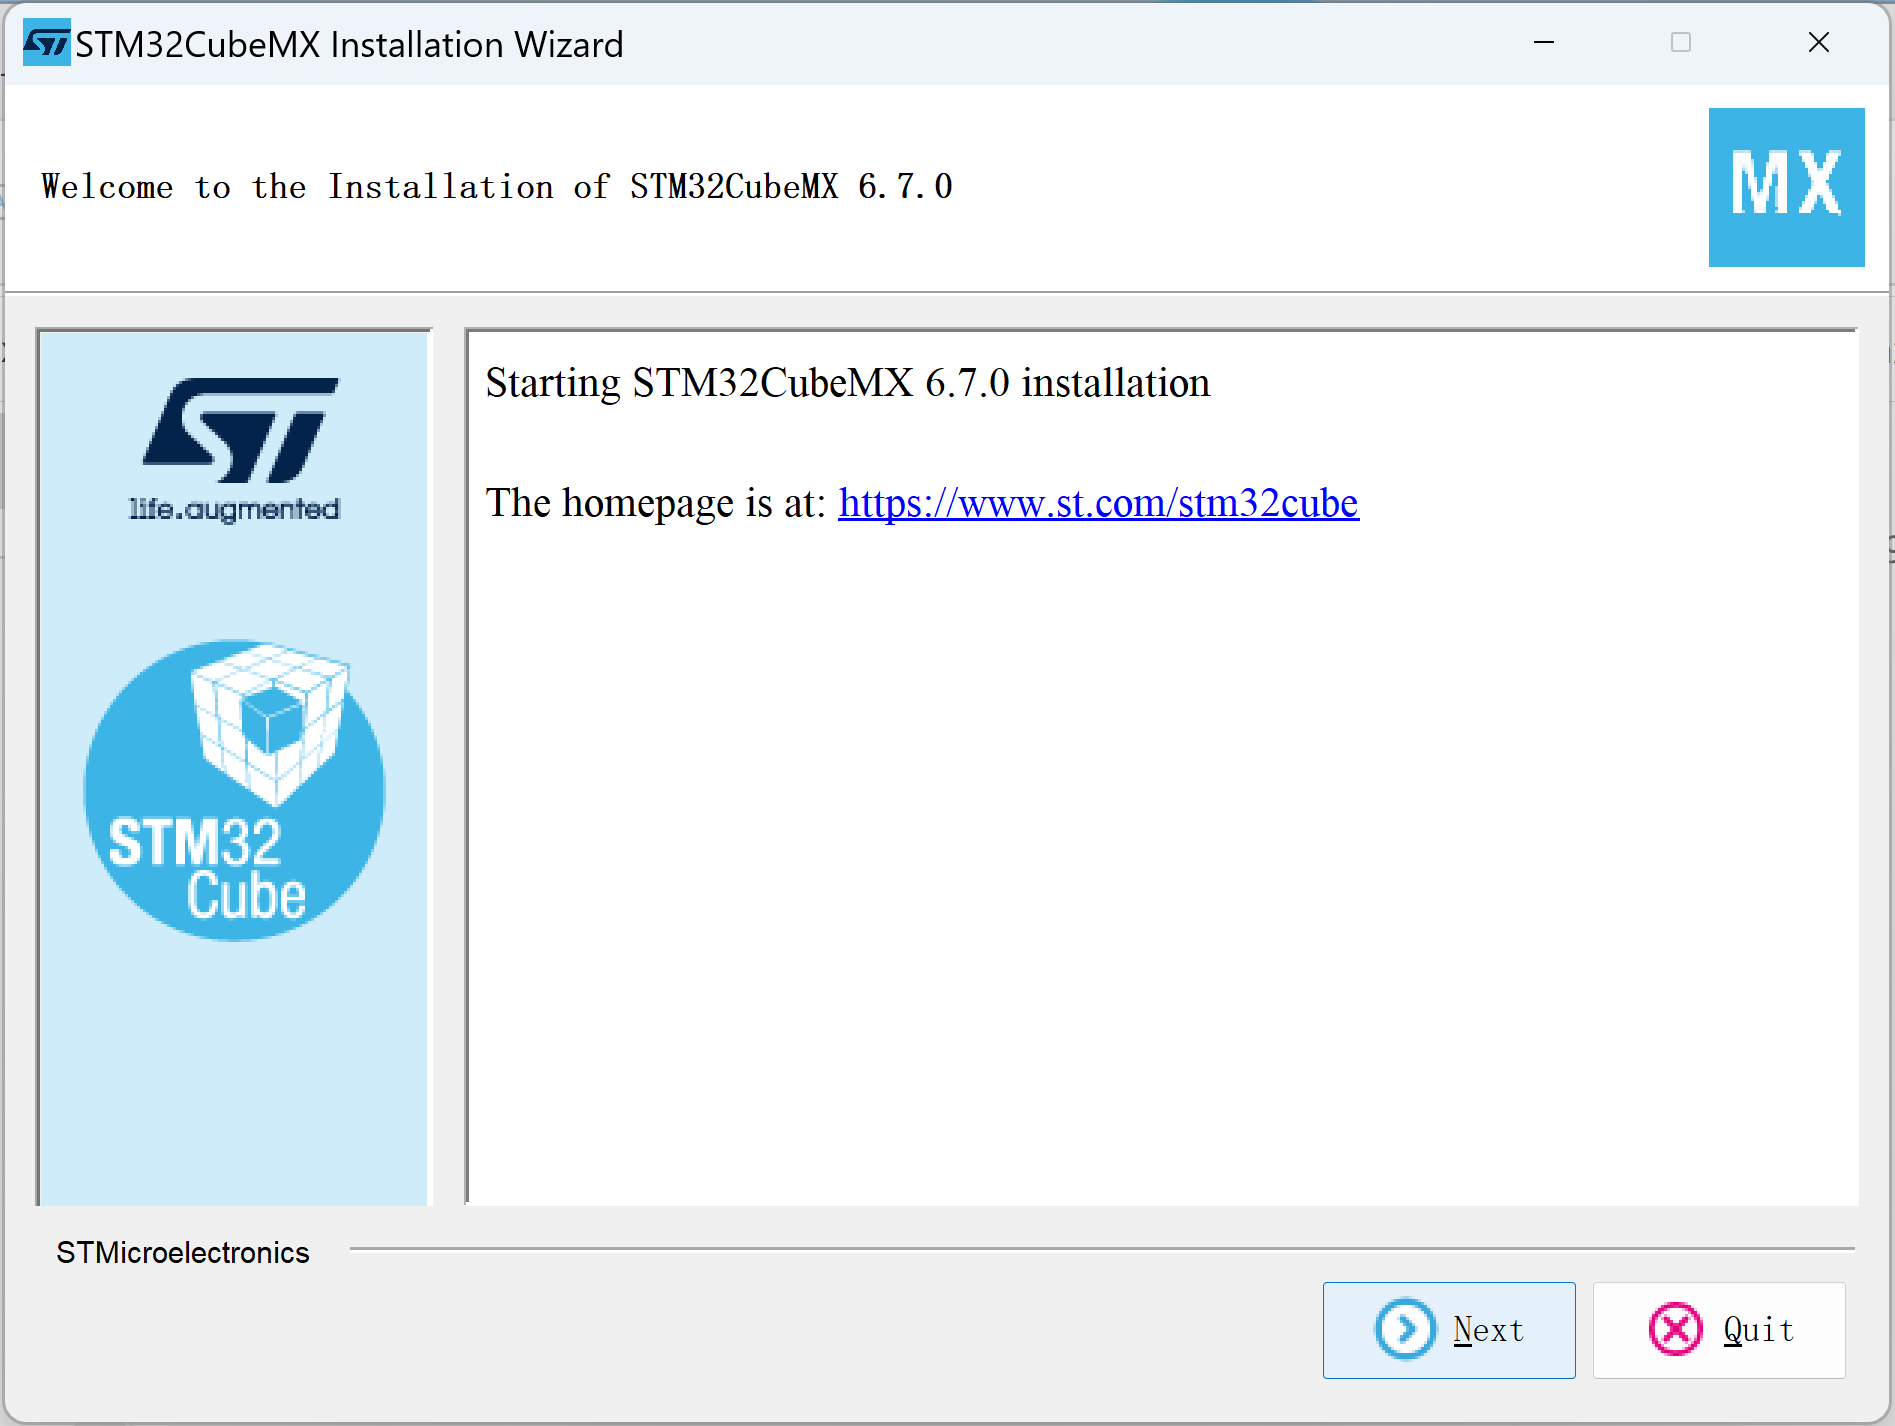 STM32CubeMX Installation Wizard
Welcome to the Installation of STM32CubeMX 6.7.0
MX
ST
life.augmented
Starting STM32CubeMX 6.7.0 installation
The homepage is at: https://www.st.com/stm32cube
STM32
Cube
STMicroelectronics
Next
Quit